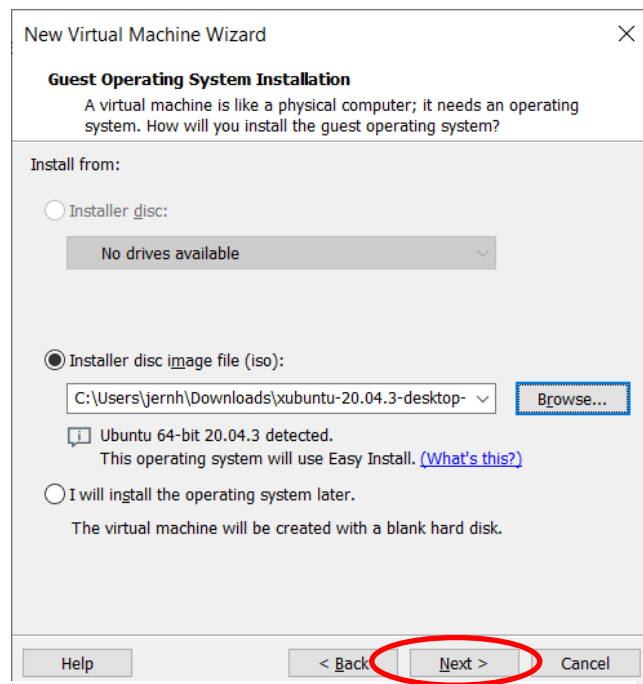 New Virtual Machine Wizard
Guest Operating System Installation
A virtual machine is like a physical computer; it needs an operating
system. How will you install the guest operating system?
Install from:
Installer disc:
No drives available
Installer disc image file (iso):
C:\Users\jernh\Downloads\xubuntu-20.04.3-desktop-
Browse...
Ubuntu 64-bit 20.04.3 detected.
This operating system will use Easy Install. (What's this?)
I will install the operating system later.
The virtual machine will be created with a blank hard disk.
Help < Back Next > Cancel